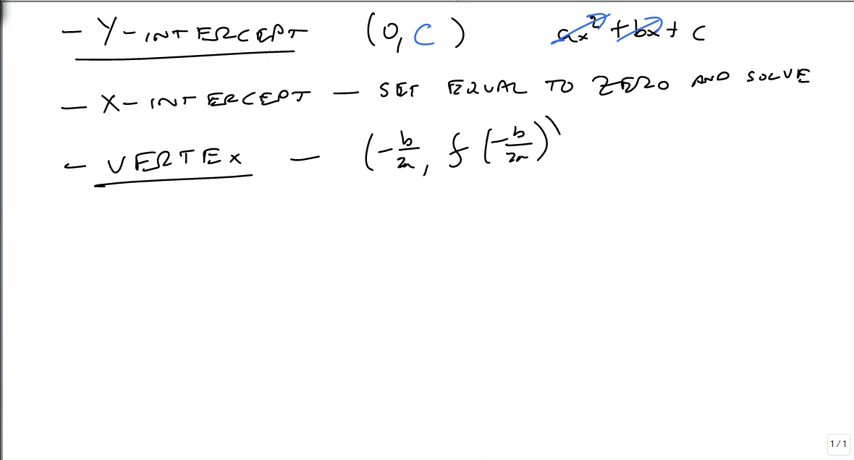 - Y-INTERCEPT (0, C) ax² + bx + c
- X-INTERCEPT - SET EQUAL TO ZERO AND SOLVE
- VERTEX - (-b/2a, f(-b/2a))
1 / 1